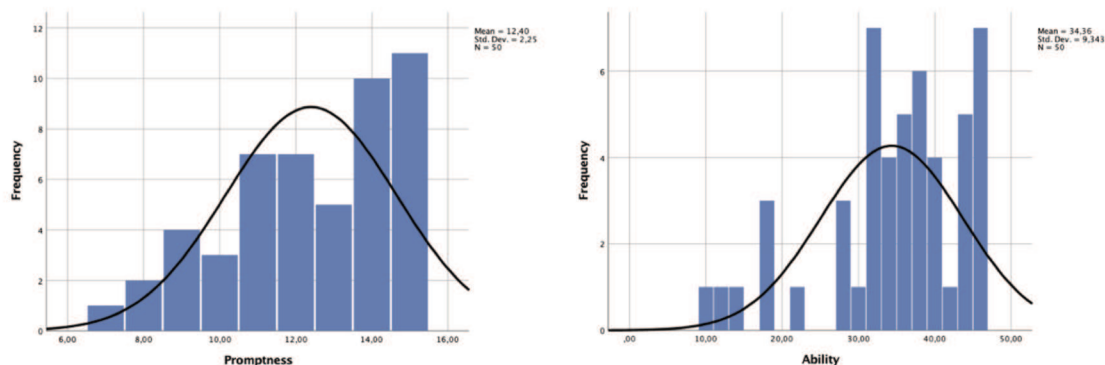 Mean = 12,40
Std. Dev. = 2,25
N = 50
12
10
8
6
4
2
0
Frequency
6,00 8,00 10,00 12,00 14,00 16,00
Promptness
Mean = 34,36
Std. Dev. = 9,343
N = 50
6
4
2
0
Frequency
,00 10,00 20,00 30,00 40,00 50,00
Ability